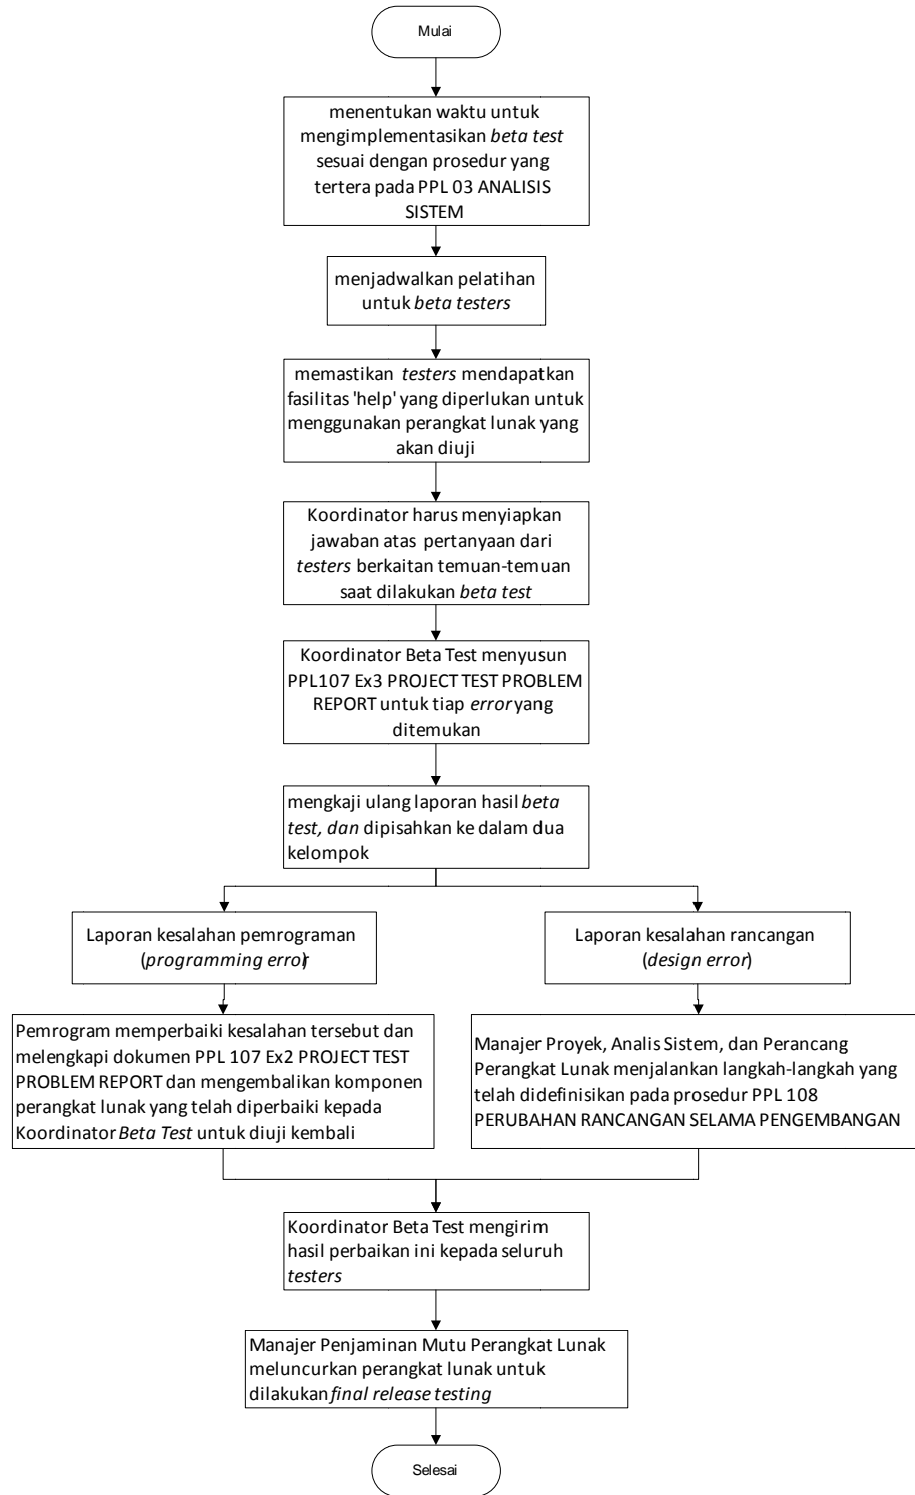 Mulai
menentukan waktu untuk
mengimplementasikan beta test
sesuai dengan prosedur yang
tertera pada PPL 03 ANALISIS
SISTEM
menjadwalkan pelatihan
untuk beta testers
memastikan testers mendapatkan
fasilitas 'help' yang diperlukan untuk
menggunakan perangkat lunak yang
akan diuji
Koordinator harus menyiapkan
jawaban atas pertanyaan dari
testers berkaitan temuan-temuan
saat dilakukan beta test
Koordinator Beta Test menyusun
PPL107 Ex3 PROJECT TEST PROBLEM
REPORT untuk tiap error yang
ditemukan
mengkaji ulang laporan hasil beta
test, dan dipisahkan ke dalam dua
kelompok
Laporan kesalahan pemrograman
(programming error)
Laporan kesalahan rancangan
(design error)
Pemrogram memperbaiki kesalahan tersebut dan
melengkapi dokumen PPL 107 Ex2 PROJECT TEST
PROBLEM REPORT dan mengembalikan komponen
perangkat lunak yang telah diperbaiki kepada
Koordinator Beta Test untuk diuji kembali
Manajer Proyek, Analis Sistem, dan Perancang
Perangkat Lunak menjalankan langkah-langkah yang
telah didefinisikan pada prosedur PPL 108
PERUBAHAN RANCANGAN SELAMA PENGEMBANGAN
Koordinator Beta Test mengirim
hasil perbaikan ini kepada seluruh
testers
Manajer Penjaminan Mutu Perangkat Lunak
meluncurkan perangkat lunak untuk
dilakukan final release testing
Selesai